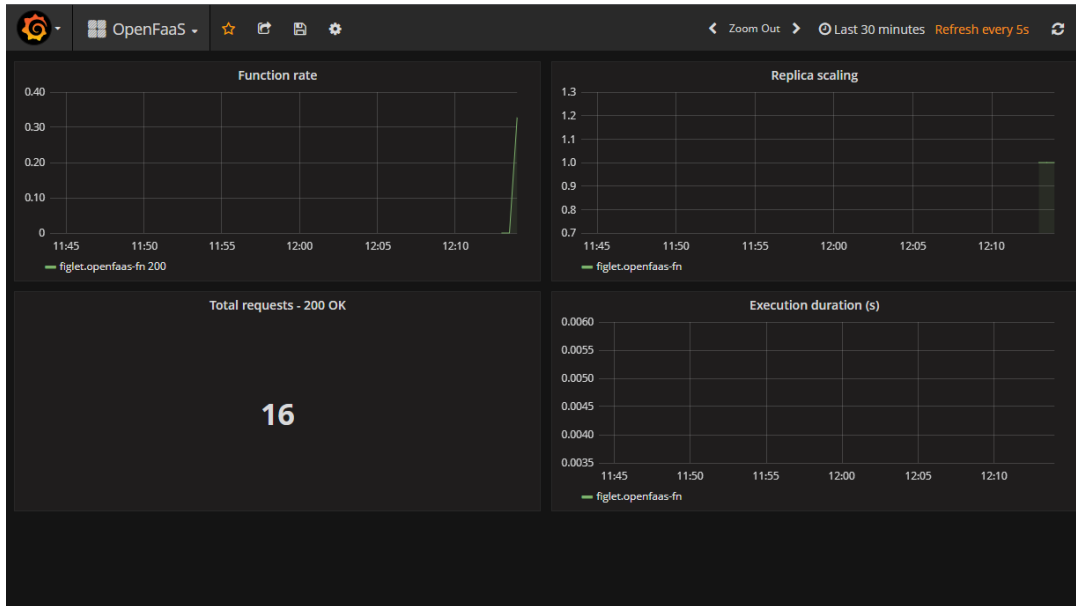 OpenFaaS
Zoom Out
Last 30 minutes Refresh every 5s
Function rate
0.40
0.30
0.20
0.10
0
11:45 11:50 11:55 12:00 12:05 12:10
figlet.openfaas-fn 200
Replica scaling
1.3
1.2
1.1
1.0
0.9
0.8
0.7
11:45 11:50 11:55 12:00 12:05 12:10
figlet.openfaas-fn
Total requests - 200 OK
16
Execution duration (s)
0.0060
0.0055
0.0050
0.0045
0.0040
0.0035
11:45 11:50 11:55 12:00 12:05 12:10
figlet.openfaas-fn